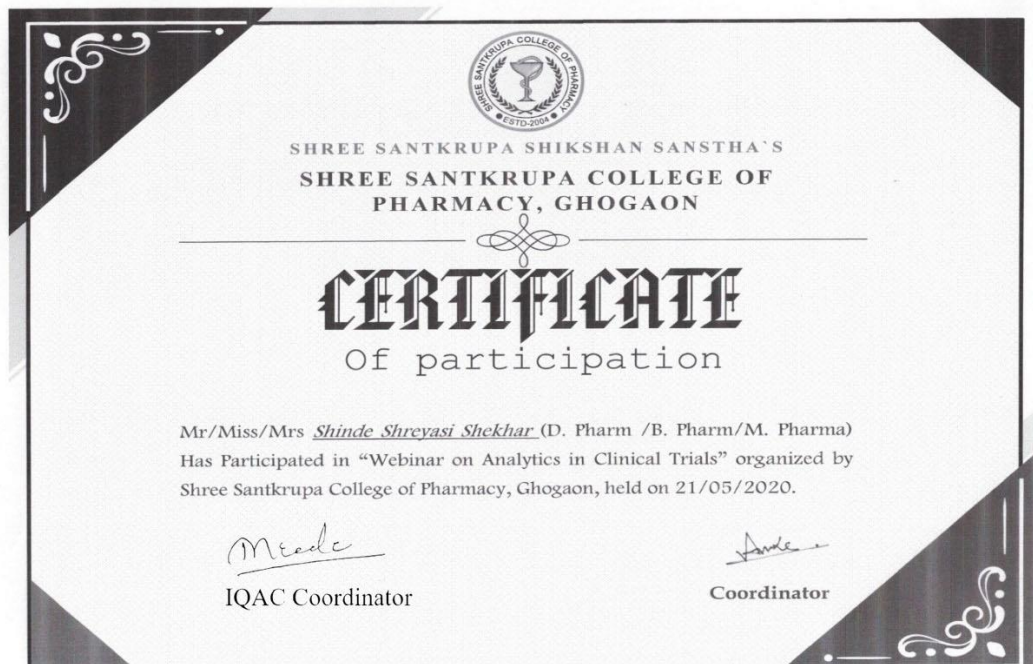 SHREE SANTKRUPA COLLEGE OF PHARMACY
ESTD-2004
SHREE SANTKRUPA SHIKSHAN SANSTHA`S
SHREE SANTKRUPA COLLEGE OF
PHARMACY, GHOGAON
CERTIFICATE
Of participation
Mr/Miss/Mrs Shinde Shreyasi Shekhar (D. Pharm /B. Pharm/M. Pharma)
Has Participated in “Webinar on Analytics in Clinical Trials” organized by
Shree Santkrupa College of Pharmacy, Ghogaon, held on 21/05/2020.
IQAC Coordinator
Coordinator